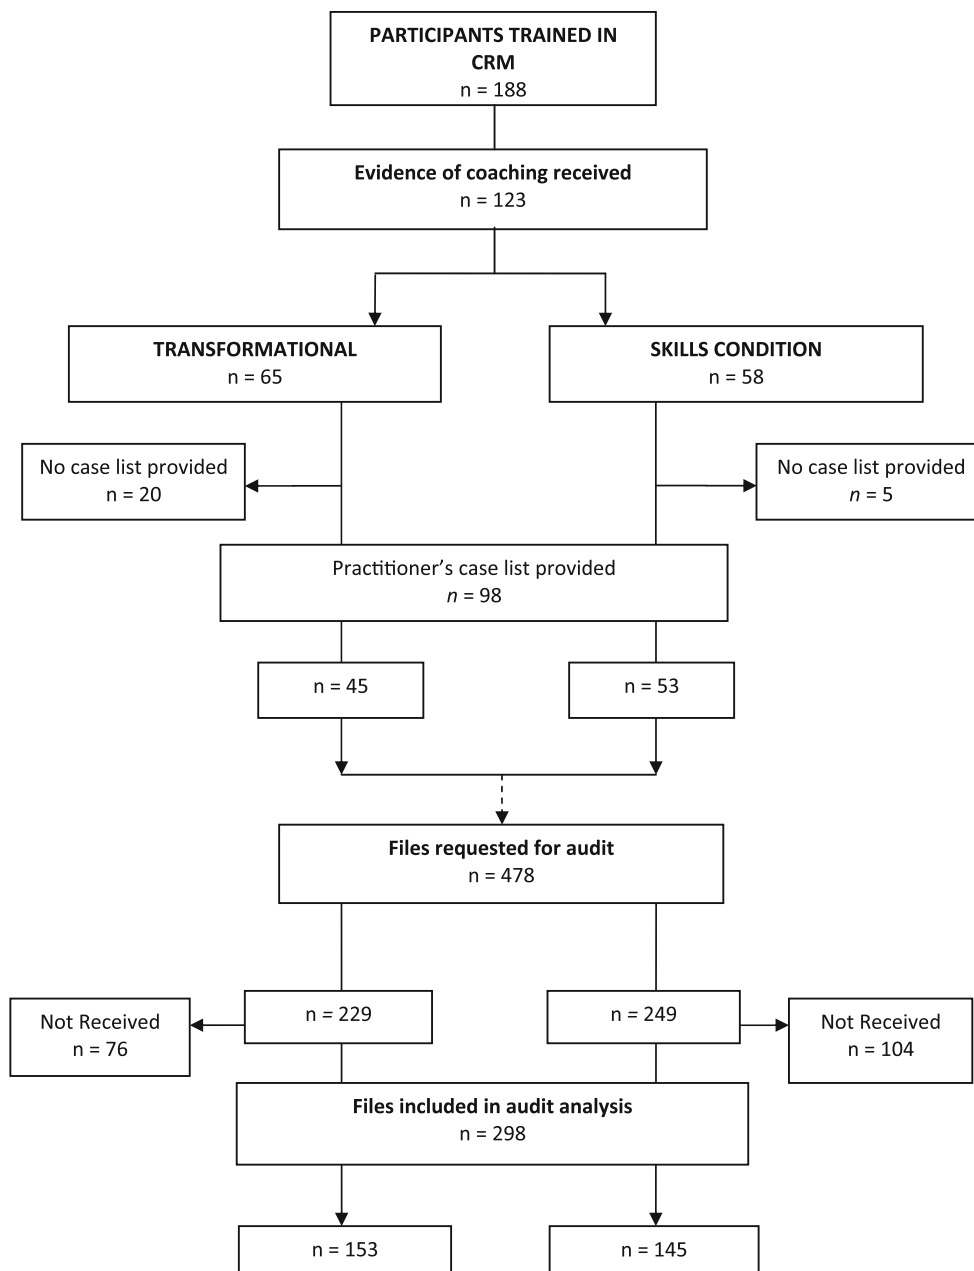 PARTICIPANTS TRAINED IN
CRM
n = 188
Evidence of coaching received
n = 123
TRANSFORMATIONAL
n = 65
SKILLS CONDITION
n = 58
No case list provided
n = 20
No case list provided
n = 5
Practitioner’s case list provided
n = 98
n = 45
n = 53
Files requested for audit
n = 478
n = 229
n = 249
Not Received
n = 76
Not Received
n = 104
Files included in audit analysis
n = 298
n = 153
n = 145